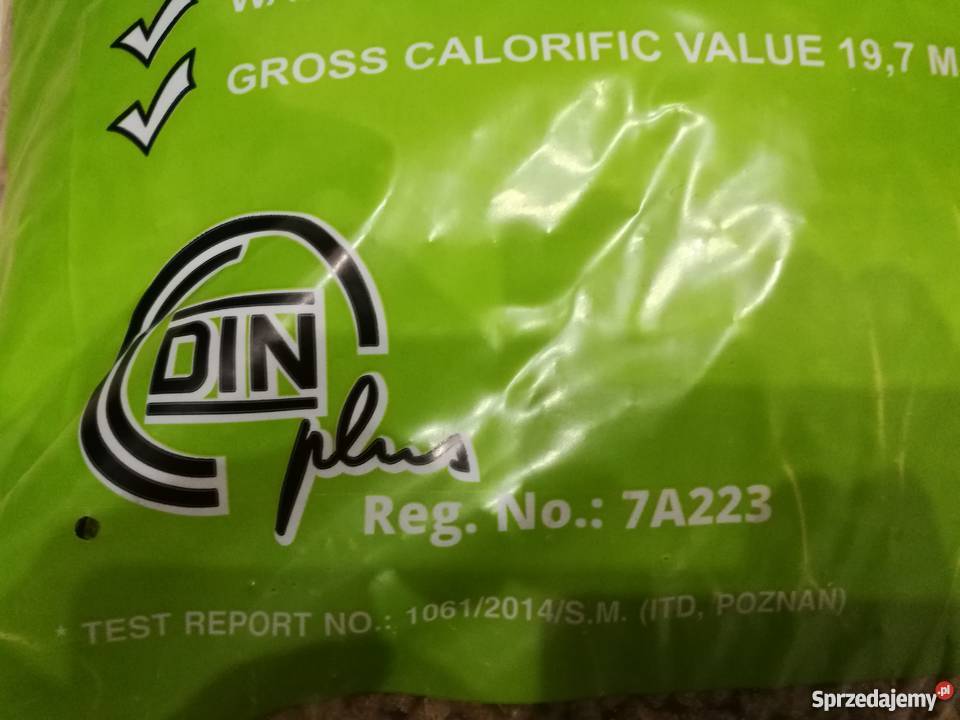 GROSS CALORIFIC VALUE 19,7 M
DIN
plus
Reg. No.: 7A223
* TEST REPORT NO.: 1061/2014/S.M. (ITD, POZNAŃ)
Sprzedajemy.pl